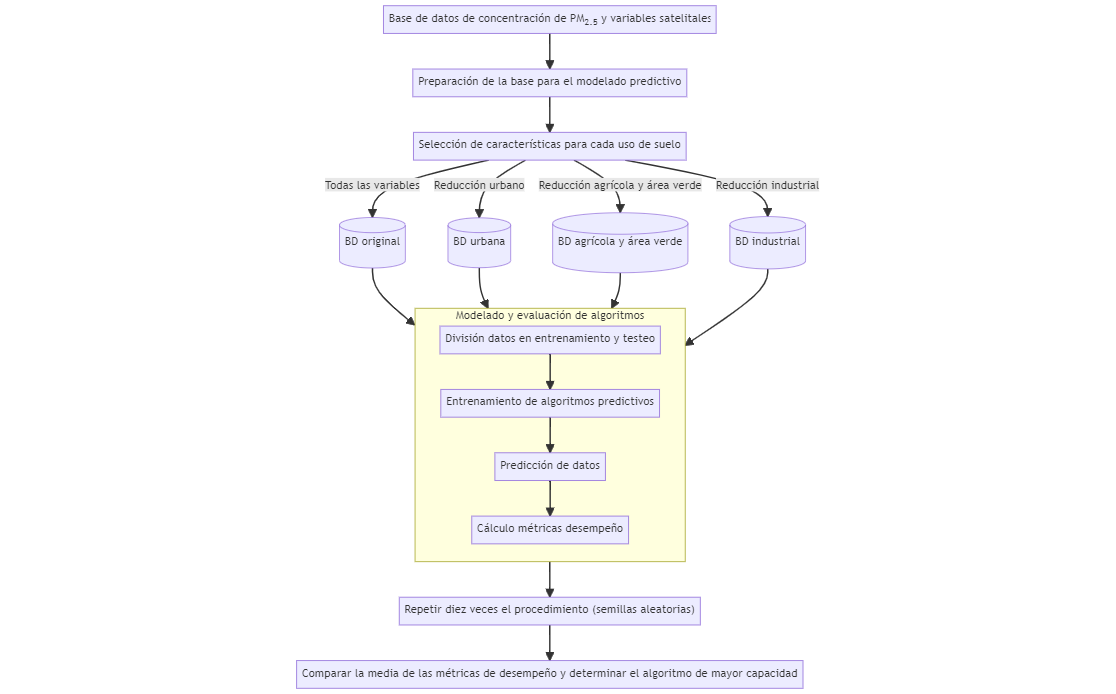 Base de datos de concentración de PM2.5 y variables satelitales
Preparación de la base para el modelado predictivo
Selección de características para cada uso de suelo
Todas las variables
Reducción urbano
Reducción agrícola y área verde
Reducción industrial
BD original
BD urbana
BD agrícola y área verde
BD industrial
Modelado y evaluación de algoritmos
División datos en entrenamiento y testeo
Entrenamiento de algoritmos predictivos
Predicción de datos
Cálculo métricas desempeño
Repetir diez veces el procedimiento (semillas aleatorias)
Comparar la media de las métricas de desempeño y determinar el algoritmo de mayor capacidad